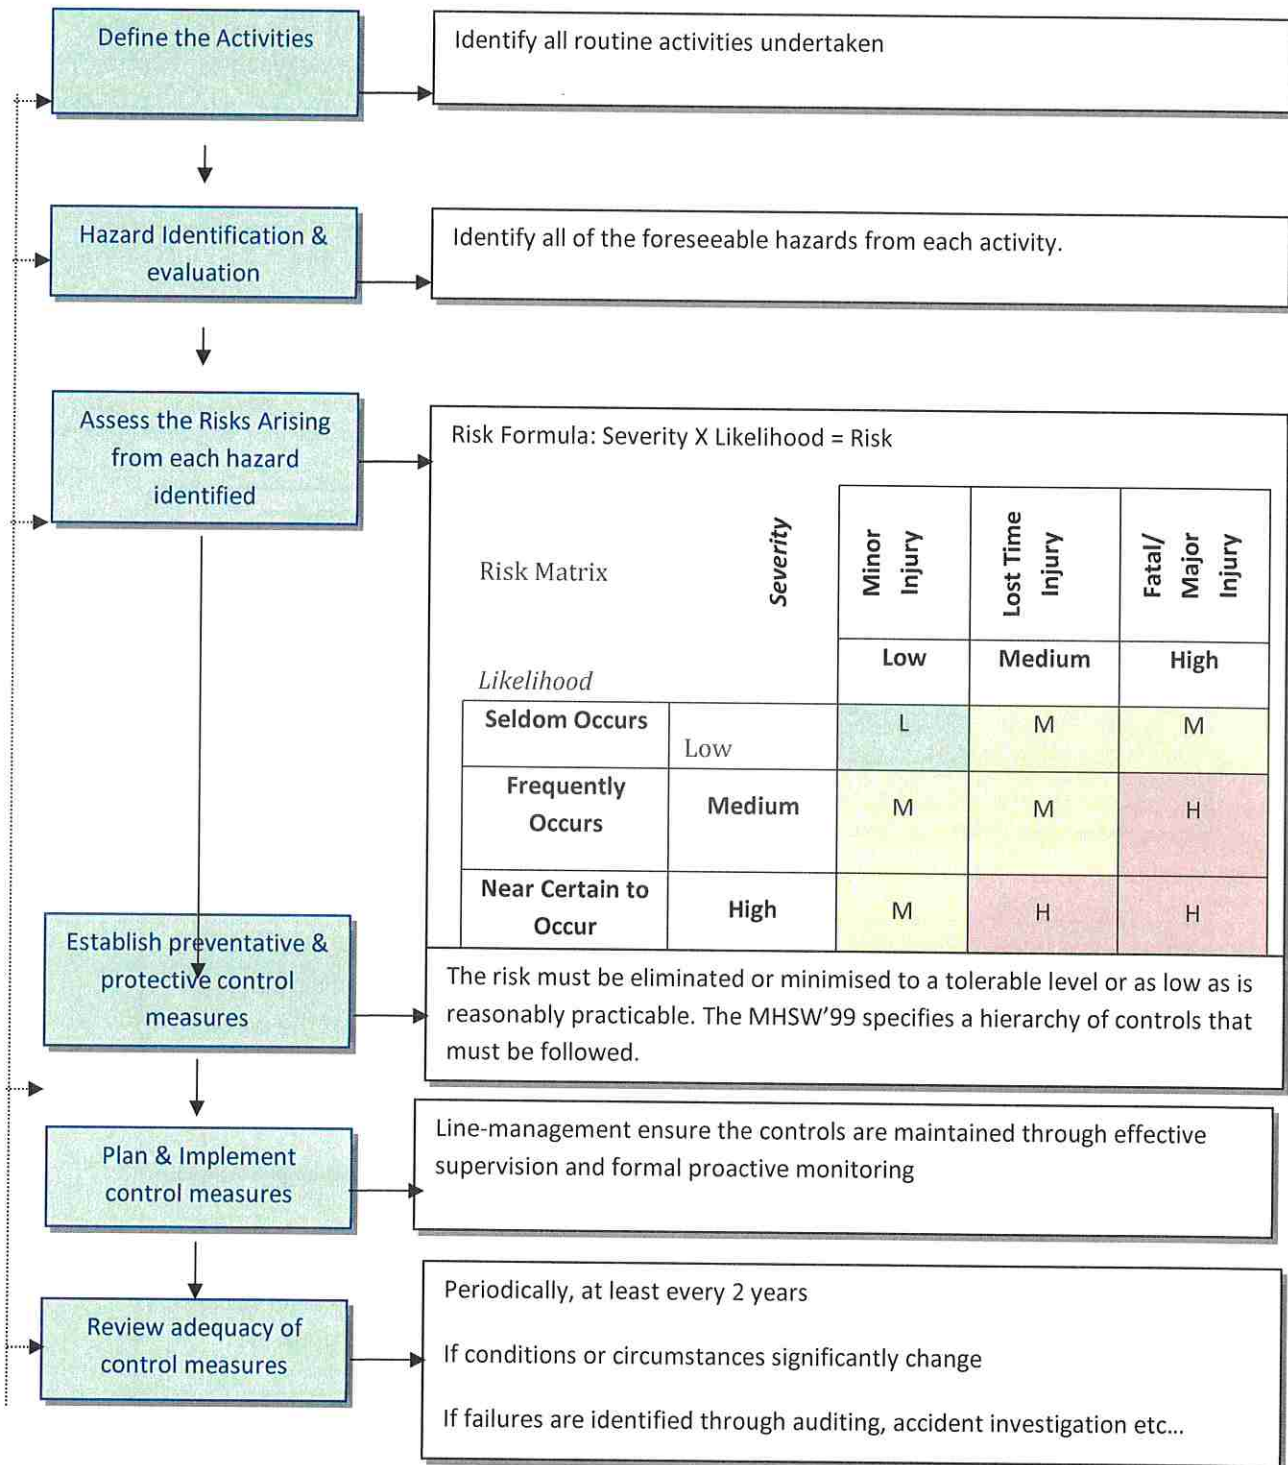 Define the Activities
Identify all routine activities undertaken
Hazard Identification &
evaluation
Identify all of the foreseeable hazards from each activity.
Assess the Risks Arising
from each hazard
identified
Risk Formula: Severity X Likelihood = Risk
Risk Matrix
Severity
Minor
Injury
Lost Time
Injury
Fatal/
Major
Injury
Low
Medium
High
Likelihood
Seldom Occurs
Low
L
M
M
Frequently
Occurs
Medium
M
M
H
Near Certain to
Occur
High
M
H
H
Establish preventative &
protective control
measures
The risk must be eliminated or minimised to a tolerable level or as low as is
reasonably practicable. The MHSW'99 specifies a hierarchy of controls that
must be followed.
Plan & Implement
control measures
Line-management ensure the controls are maintained through effective
supervision and formal proactive monitoring
Review adequacy of
control measures
Periodically, at least every 2 years
If conditions or circumstances significantly change
If failures are identified through auditing, accident investigation etc...